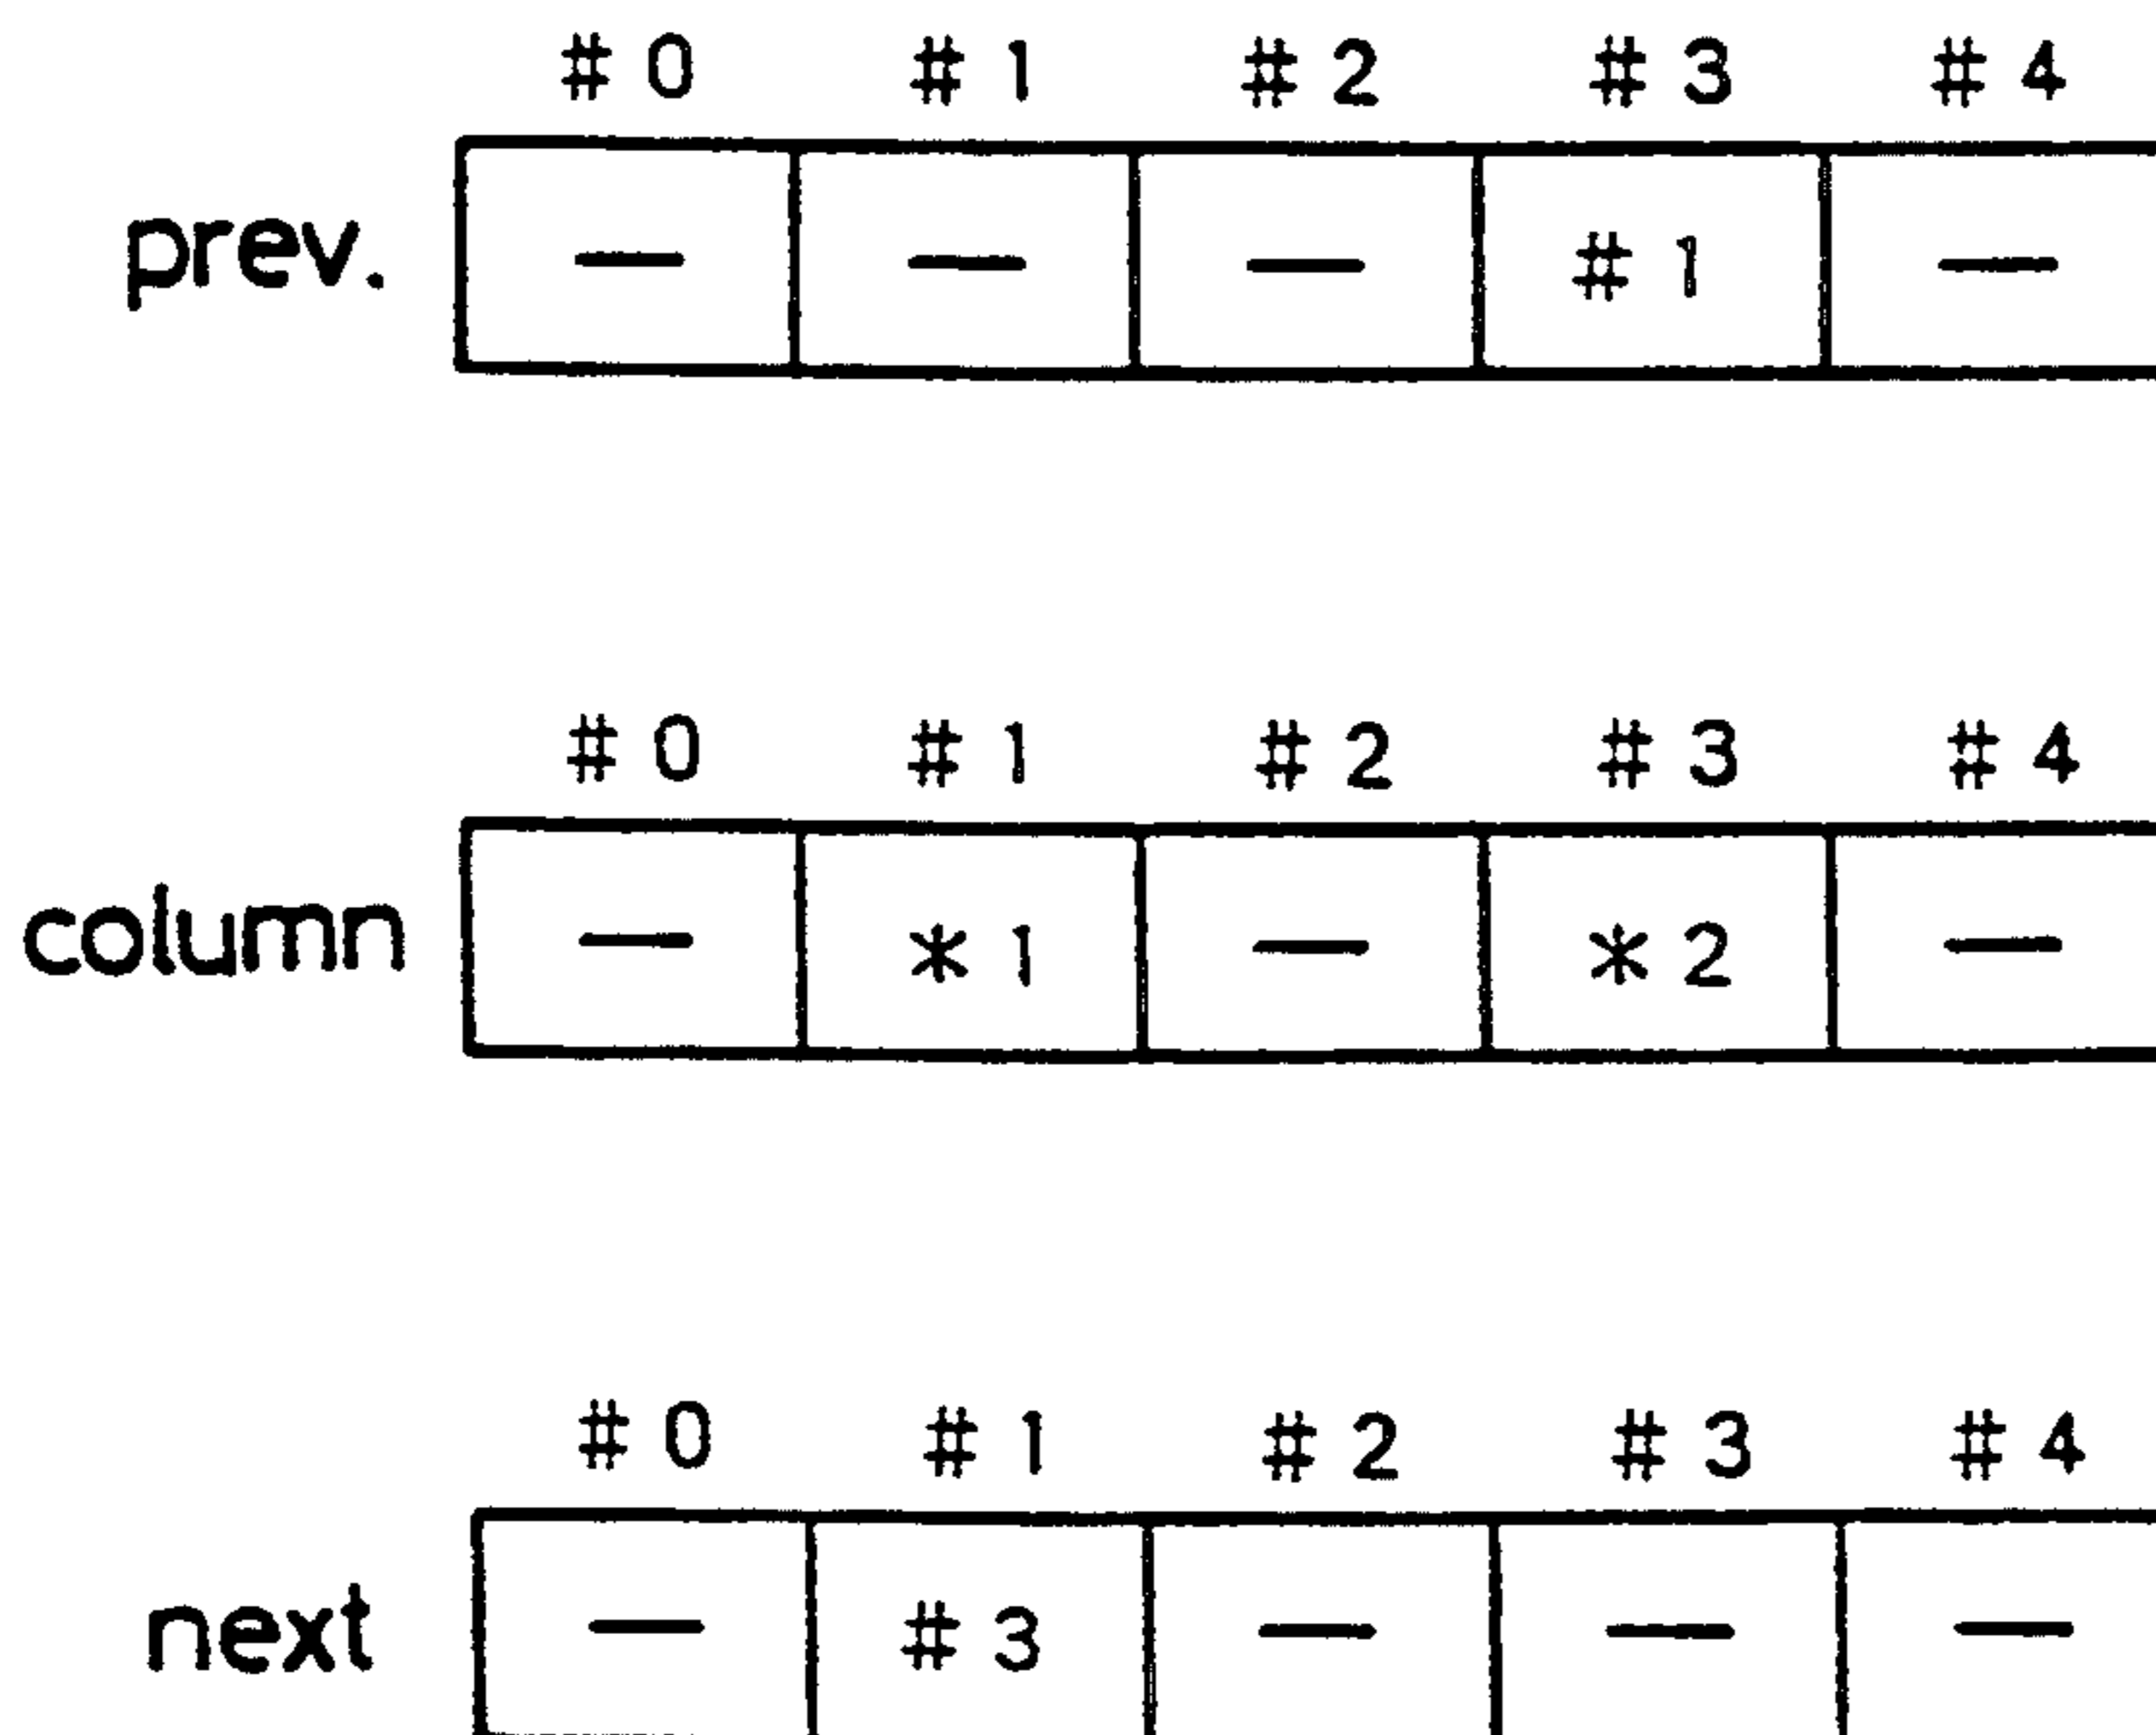 # 0 # 1 # 2 # 3 # 4
prev. — — — # 1 —
# 0 # 1 # 2 # 3 # 4
column — * 1 — * 2 —
# 0 # 1 # 2 # 3 # 4
next — # 3 — — —